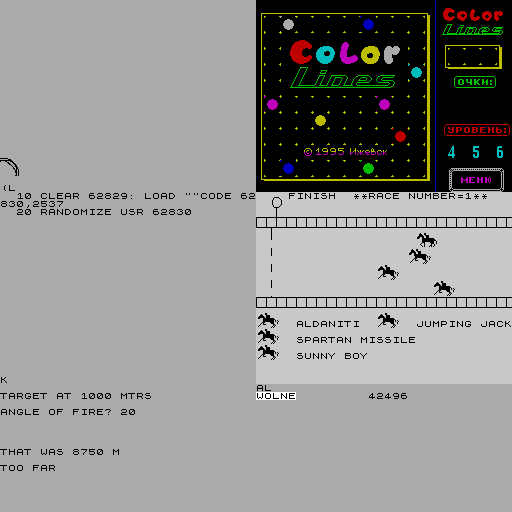 Color
Lines
ОЧКИ:
Color
Lines
УРОВЕНЬ:
4 5 6
© 1995 Ижевск
МЕНЮ
(L
10 CLEAR 62829: LOAD ""CODE 62
830,2537
20 RANDOMIZE USR 62830
FINISH **RACE NUMBER=1**
ALDANITI JUMPING JACK
SPARTAN MISSILE
SUNNY BOY
AL
K
TARGET AT 1000 MTRS
ANGLE OF FIRE? 20
THAT WAS 8750 M
TOO FAR
WOLNE 42496